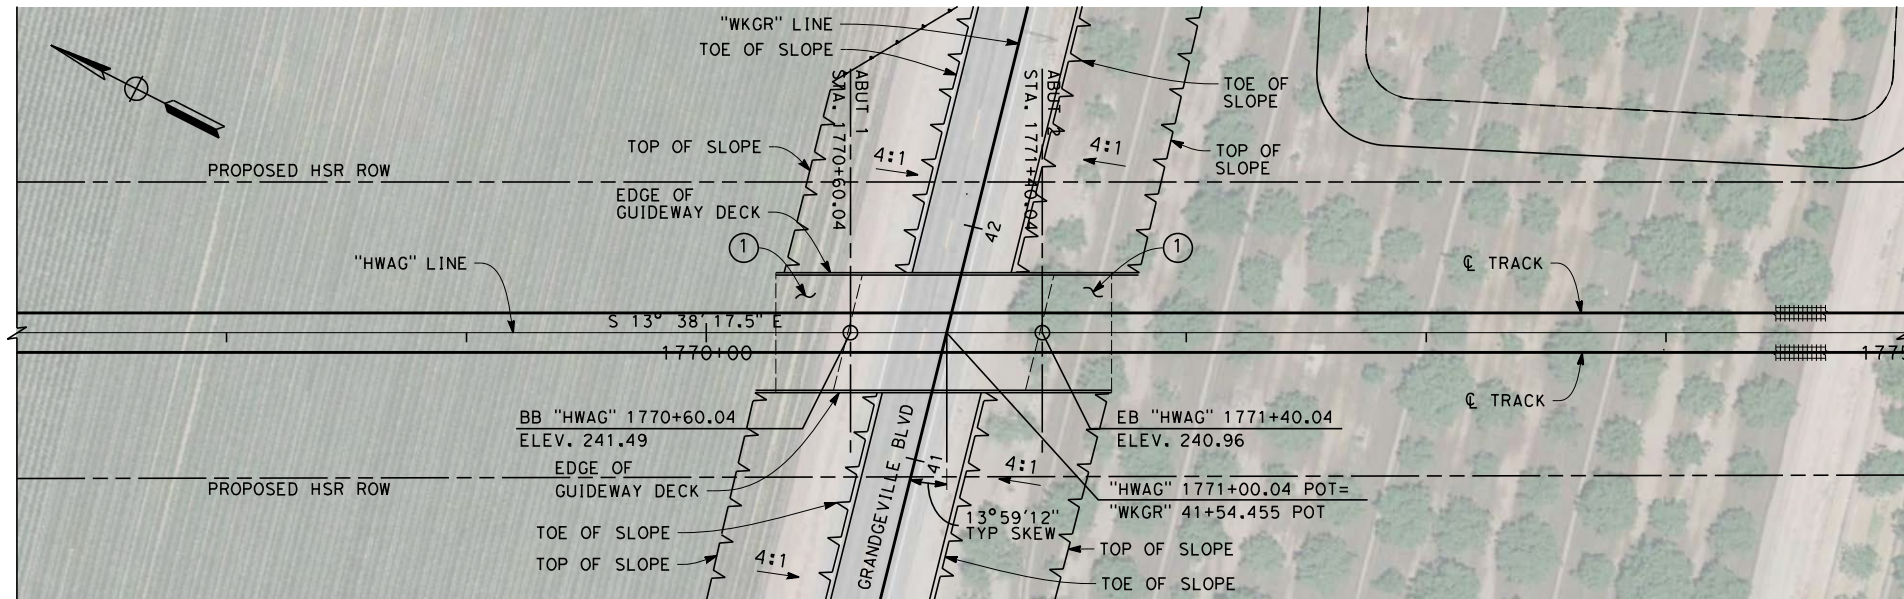 "WKGR" LINE
TOE OF SLOPE
TOE OF
SLOPE
ABUT 1
STA. 1770+60.04
ABUT 2
STA. 1771+40.04
TOP OF SLOPE
4:1
4:1
TOP OF
SLOPE
PROPOSED HSR ROW
EDGE OF
GUIDEWAY DECK
42
1
1
"HWAG" LINE
℄ TRACK
S 13° 38' 17.5" E
1770+00
1775
℄ TRACK
BB "HWAG" 1770+60.04
ELEV. 241.49
EB "HWAG" 1771+40.04
ELEV. 240.96
GRANDGEVILLE BLVD
41
4:1
EDGE OF
GUIDEWAY DECK
PROPOSED HSR ROW
"HWAG" 1771+00.04 POT=
"WKGR" 41+54.455 POT
13°59'12"
TYP SKEW
TOE OF SLOPE
TOP OF SLOPE
4:1
TOP OF SLOPE
TOE OF SLOPE